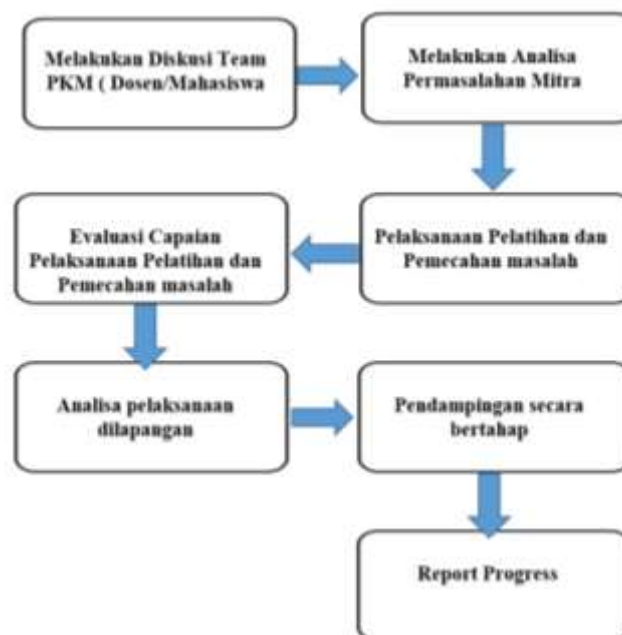 Melakukan Diskusi Team
PKM ( Dosen/Mahasiswa
Melakukan Analisa
Permasalahan Mitra
Pelaksanaan Pelatihan dan
Pemecahan masalah
Evaluasi Capaian
Pelaksanaan Pelatihan dan
Pemecahan masalah
Analisa pelaksanaan
dilapangan
Pendampingan secara
bertahap
Report Progress